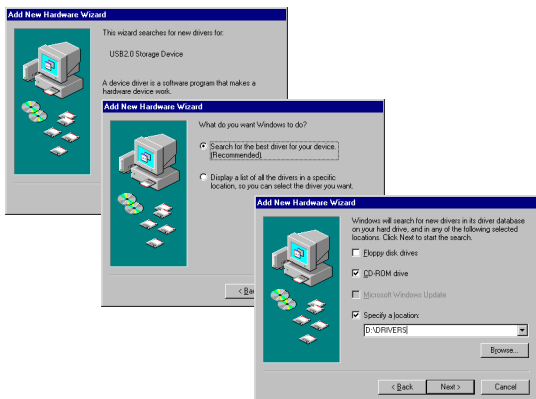 Add New Hardware Wizard
This wizard searches for new drivers for:
USB2.0 Storage Device
A device driver is a software program that makes a
hardware device work.
Add New Hardware Wizard
What do you want Windows to do?
Search for the best driver for your device.
(Recommended).
Display a list of all the drivers in a specific
location, so you can select the driver you want.
Add New Hardware Wizard
Windows will search for new drivers in its driver database
on your hard drive, and in any of the following selected
locations. Click Next to start the search.
Floppy disk drives
CD-ROM drive
Microsoft Windows Update
Specify a location:
D:\DRIVERS
Browse...
< Back
Next >
Cancel